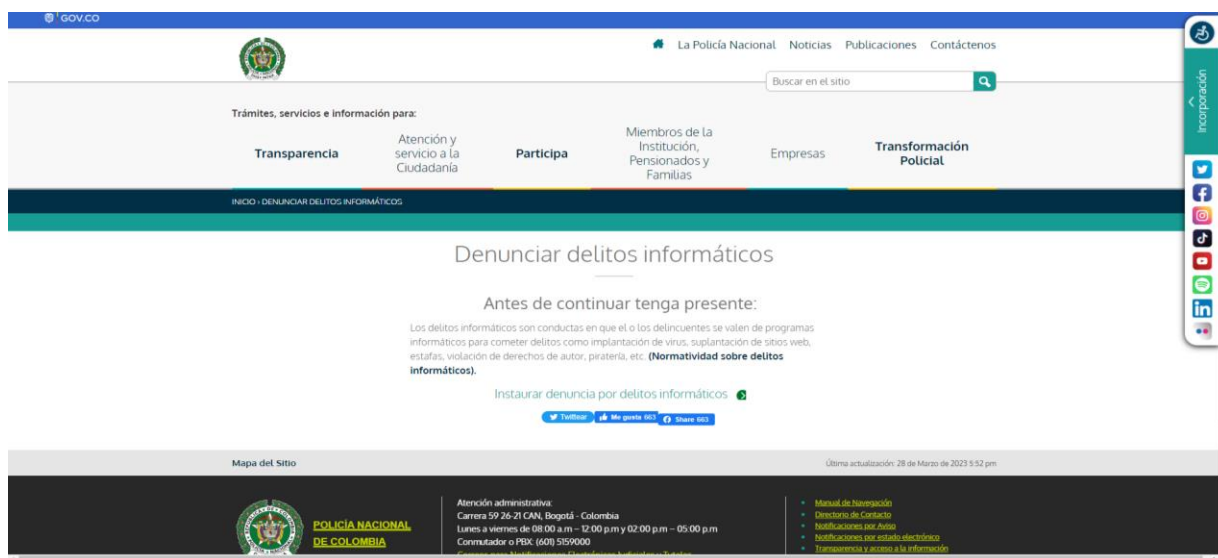 GOV.CO
La Policía Nacional Noticias Publicaciones Contáctenos
Buscar en el sitio
Incorporación
Trámites, servicios e información para:
Transparencia
Atención y
servicio a la
Ciudadanía
Participa
Miembros de la
Institución,
Pensionados y
Familias
Empresas
Transformación
Policial
INICIO › DENUNCIAR DELITOS INFORMÁTICOS
Denunciar delitos informáticos
Antes de continuar tenga presente:
Los delitos informáticos son conductas en que el o los delincuentes se valen de programas
informáticos para cometer delitos como implantación de virus, suplantación de sitios web,
estafas, violación de derechos de autor, piratería, etc. (Normatividad sobre delitos
informáticos).
Instaurar denuncia por delitos informáticos
Twittear Me gusta 663 Share 663
Mapa del Sitio
Última actualización: 28 de Marzo de 2023 5:52 pm
POLICÍA NACIONAL
DE COLOMBIA
Atención administrativa:
Carrera 59 26-21 CAN, Bogotá - Colombia
Lunes a viernes de 08:00 a.m – 12:00 p.m y 02:00 p.m – 05:00 p.m
Conmutador o PBX: (601) 5159000
Correos para Notificaciones Electrónicas Judiciales y Tutelas
Manual de Navegación
Directorio de Contacto
Notificaciones por Aviso
Notificaciones por estado electrónico
Transparencia y acceso a la información